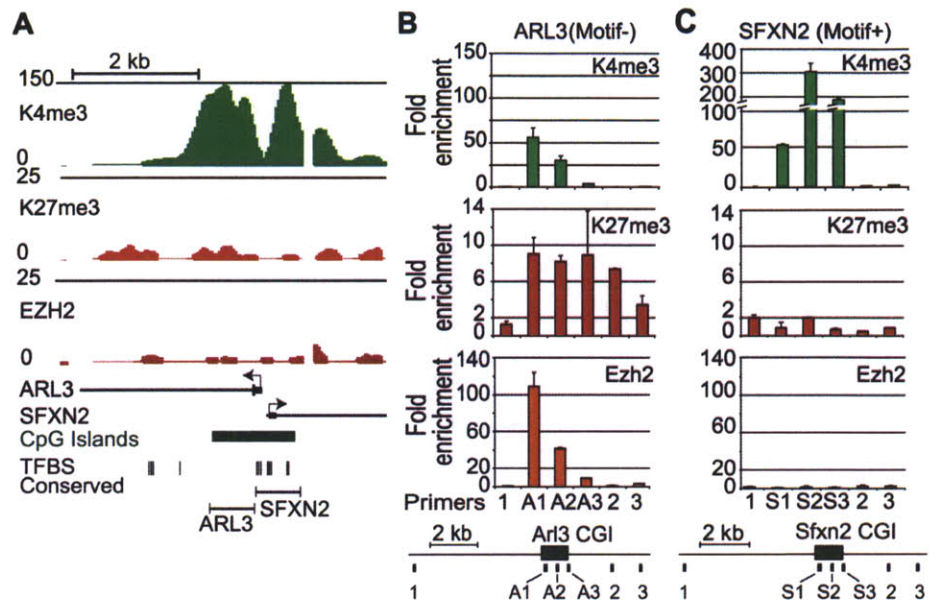 A
2 kb
150
K4me3
0
25
K27me3
0
25
EZH2
0
ARL3
SFXN2
CpG Islands
TFBS
Conserved
ARL3
SFXN2
B
ARL3(Motif-)
Fold
enrichment
150
100
50
0
K4me3
Fold
enrichment
14
10
6
2
0
K27me3
Fold
enrichment
140
100
60
20
0
Ezh2
Primers 1 A1 A2 A3 2 3
2 kb
Arl3 CGI
1 A1 A2 A3 2 3
C
SFXN2 (Motif+)
400
300
200
100
50
0
K4me3
14
10
6
2
0
K27me3
140
100
60
20
0
Ezh2
1 S1 S2 S3 2 3
2 kb
Sfxn2 CGI
1 S1 S2 S3 2 3